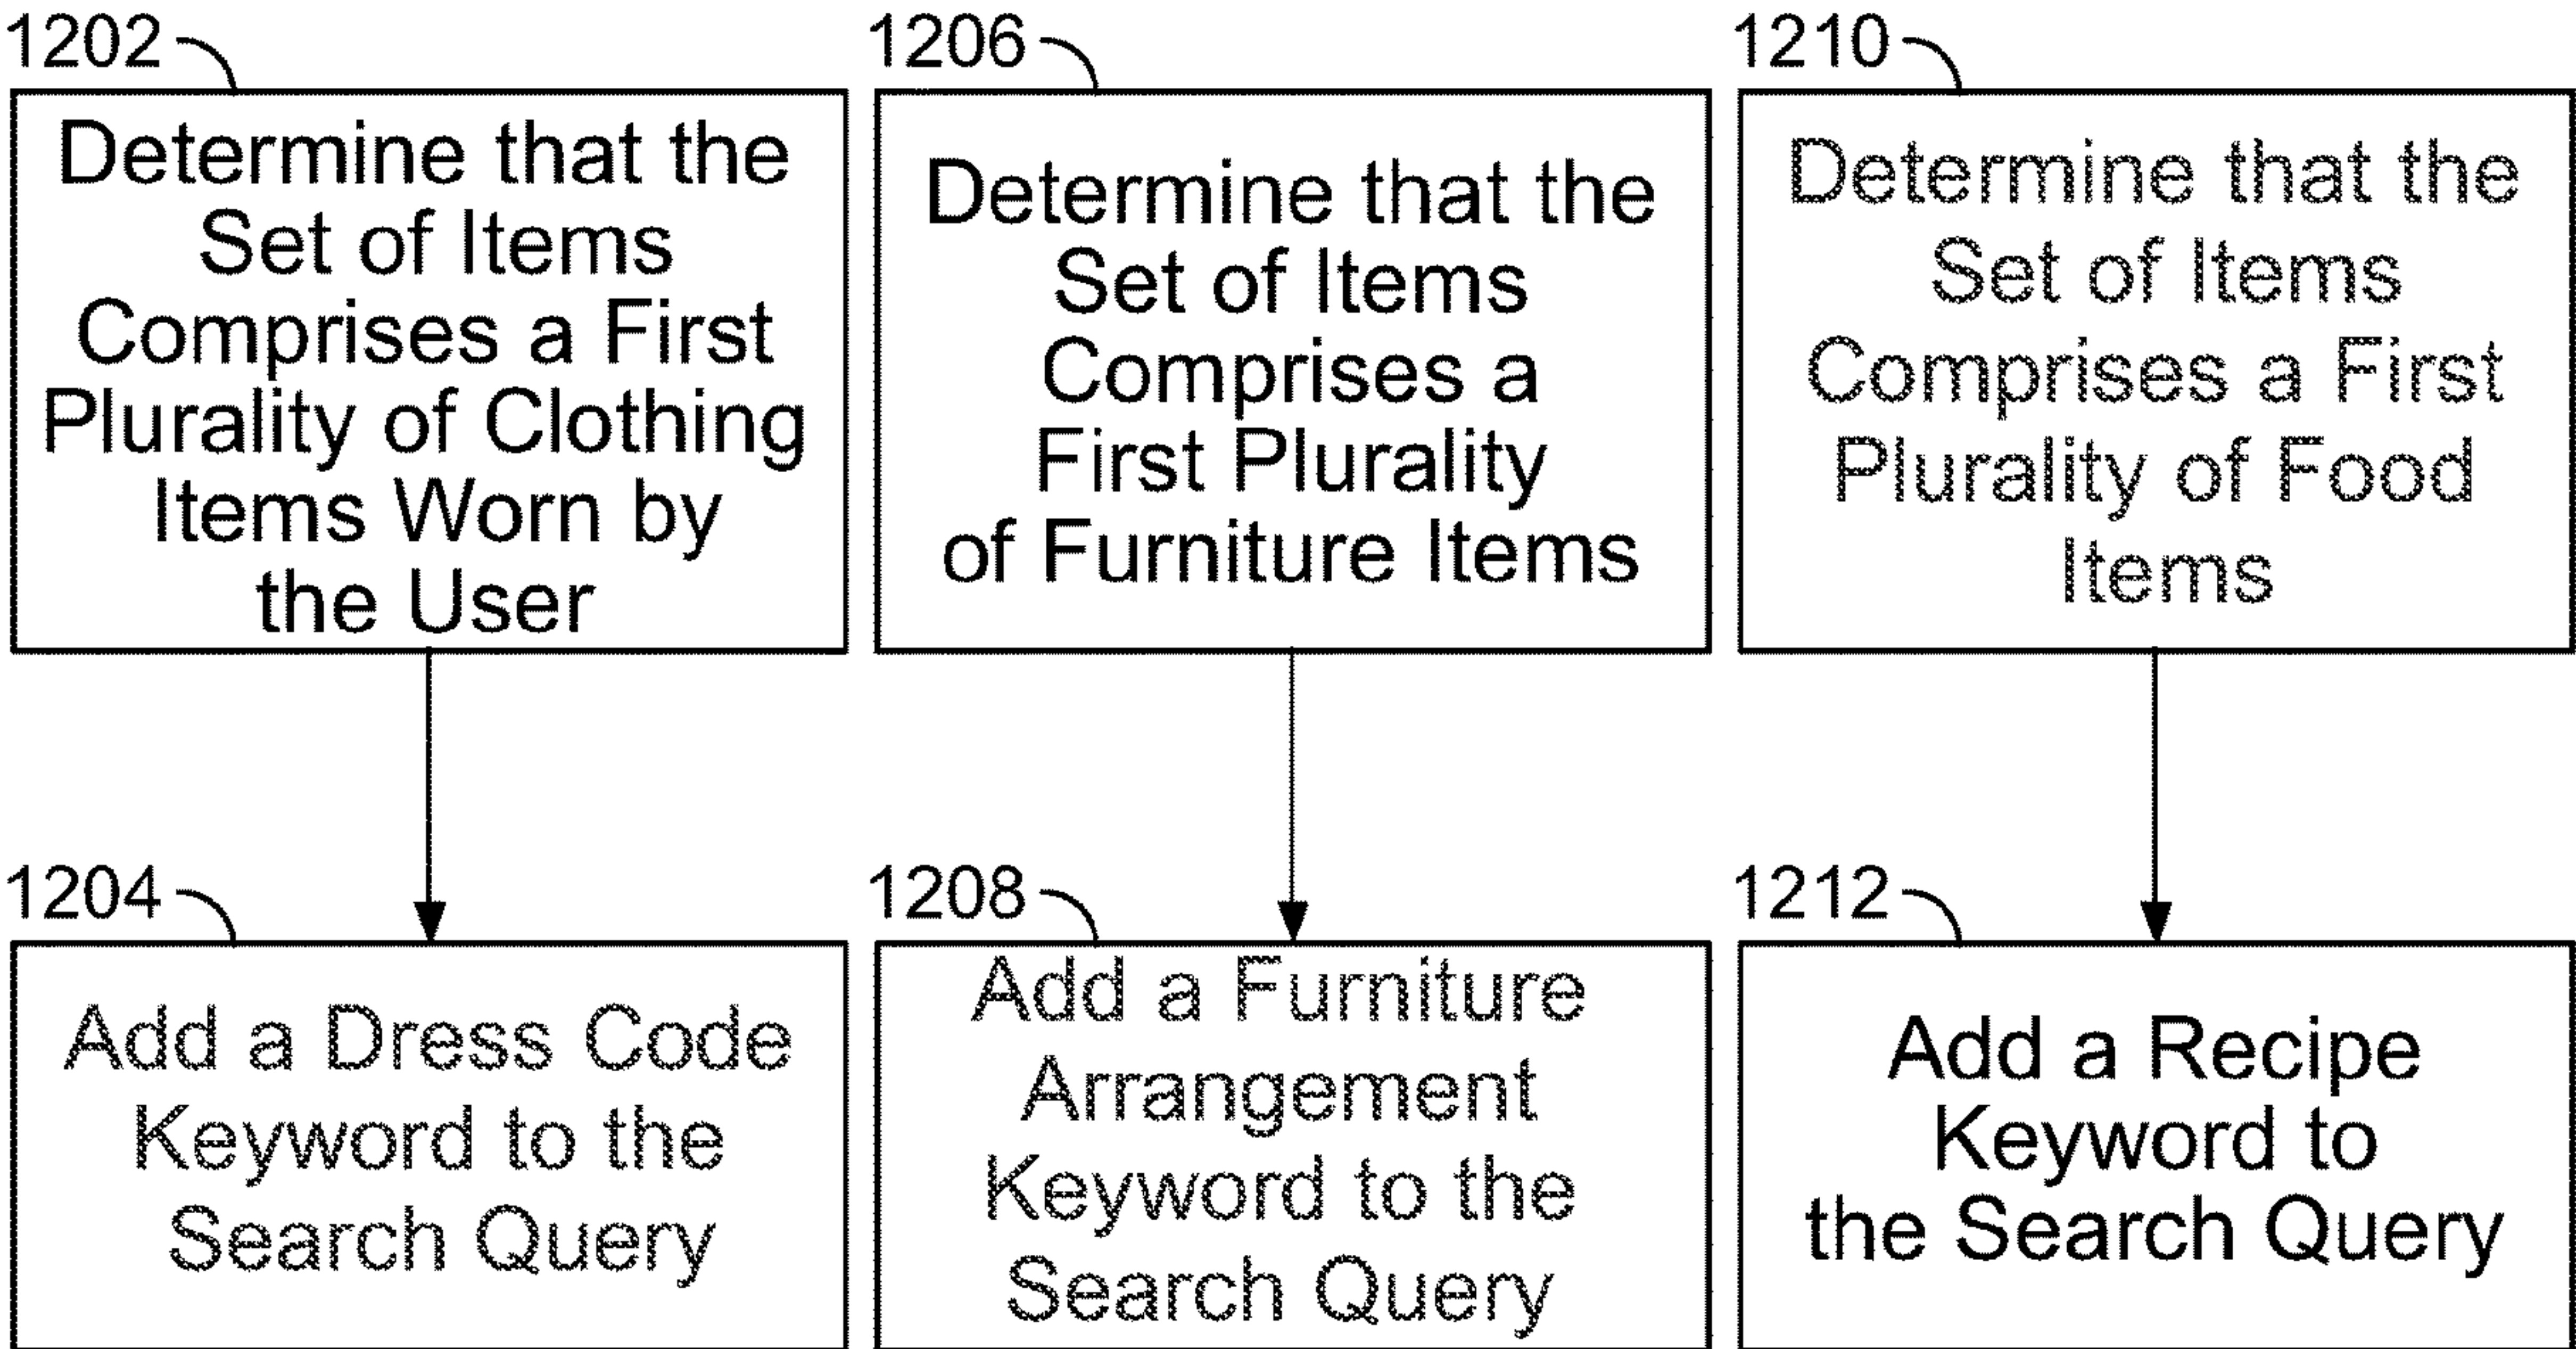 1202
Determine that the
Set of Items
Comprises a First
Plurality of Clothing
Items Worn by
the User
1206
Determine that the
Set of Items
Comprises a
First Plurality
of Furniture Items
1210
Determine that the
Set of Items
Comprises a First
Plurality of Food
Items
1204
Add a Dress Code
Keyword to the
Search Query
1208
Add a Furniture
Arrangement
Keyword to the
Search Query
1212
Add a Recipe
Keyword to
the Search Query